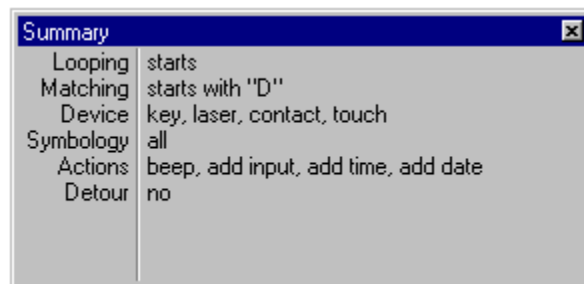 Summary
Looping starts
Matching starts with "D"
Device key, laser, contact, touch
Symbology all
Actions beep, add input, add time, add date
Detour no